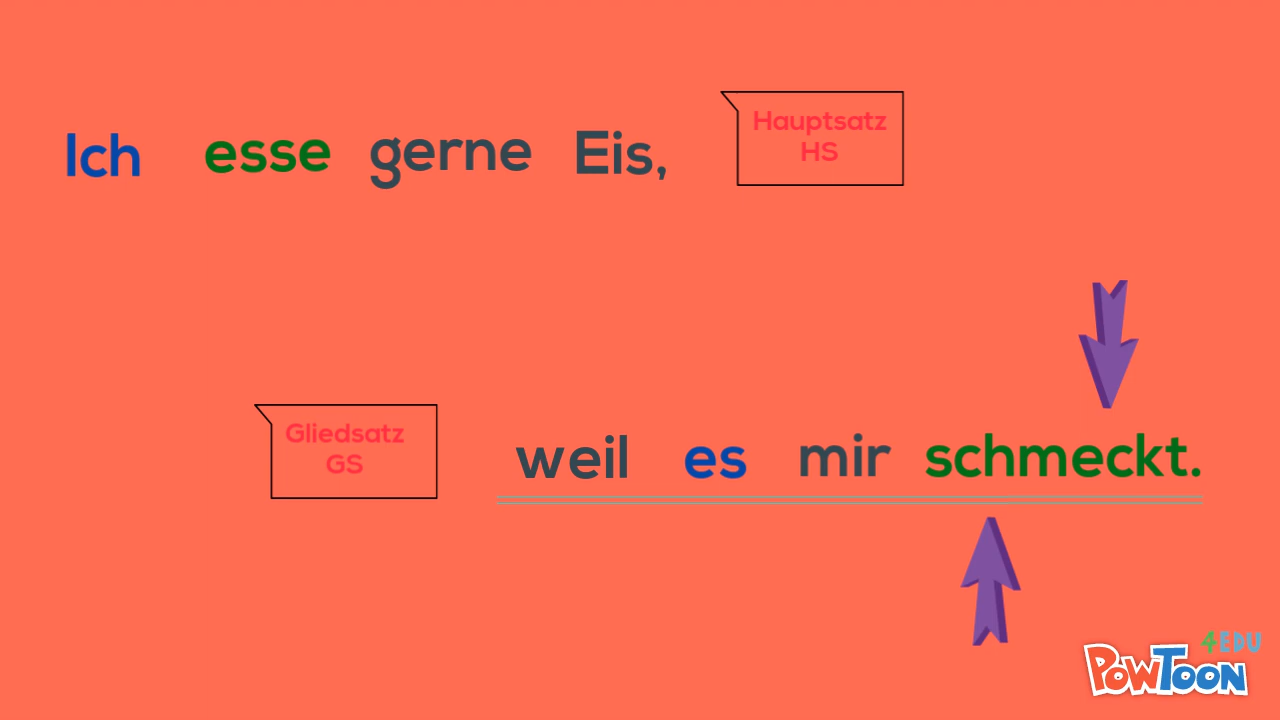 Ich esse gerne Eis,
Hauptsatz
HS
Gliedsatz
GS
weil es mir schmeckt.
4EDU
POWTOON